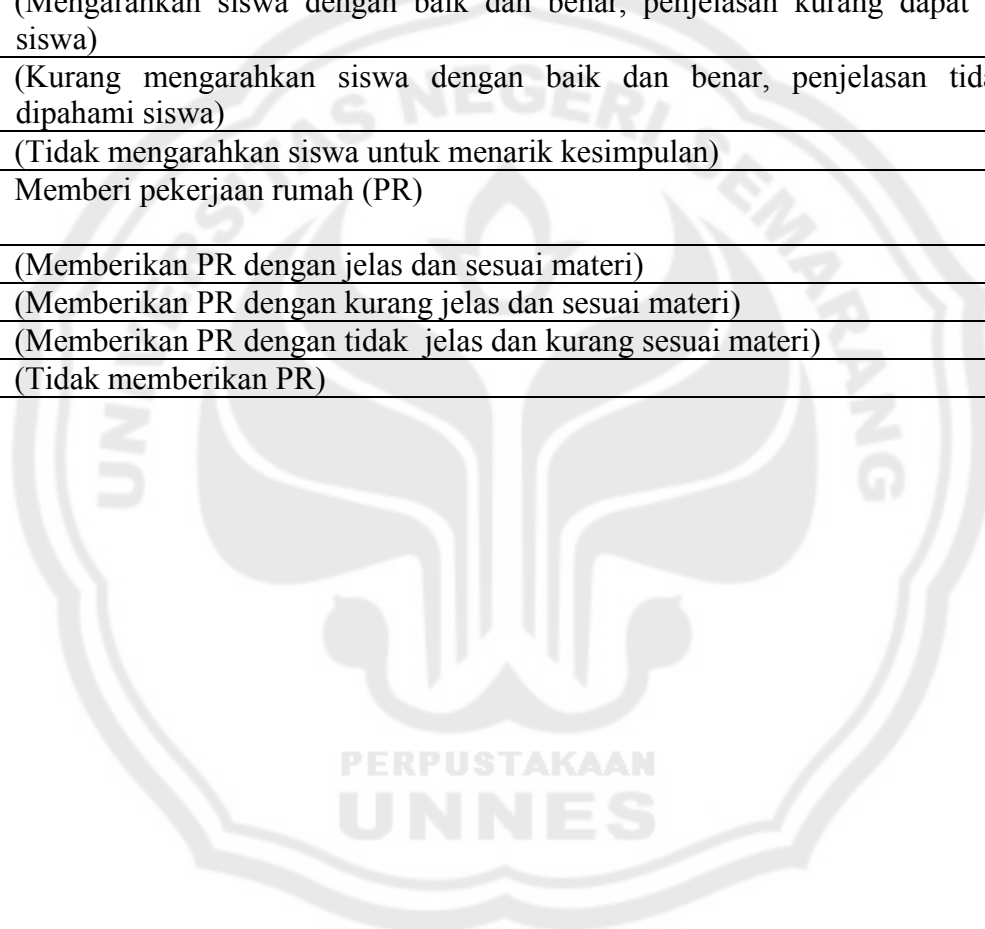 (Mengarahkan siswa dengan baik dan benar, penjelasan kurang dapat
siswa)
(Kurang mengarahkan siswa dengan baik dan benar, penjelasan
dipahami siswa)
(Tidak mengarahkan siswa untuk menarik kesimpulan)
Memberi pekerjaan rumah (PR)
(Memberikan PR dengan jelas dan sesuai materi)
(Memberikan PR dengan kurang jelas dan sesuai materi)
(Memberikan PR dengan tidak jelas dan kurang sesuai materi)
(Tidak memberikan PR)
UNIVERSITAS NEGERI SEMARANG
PERPUSTAKAAN
UNNES